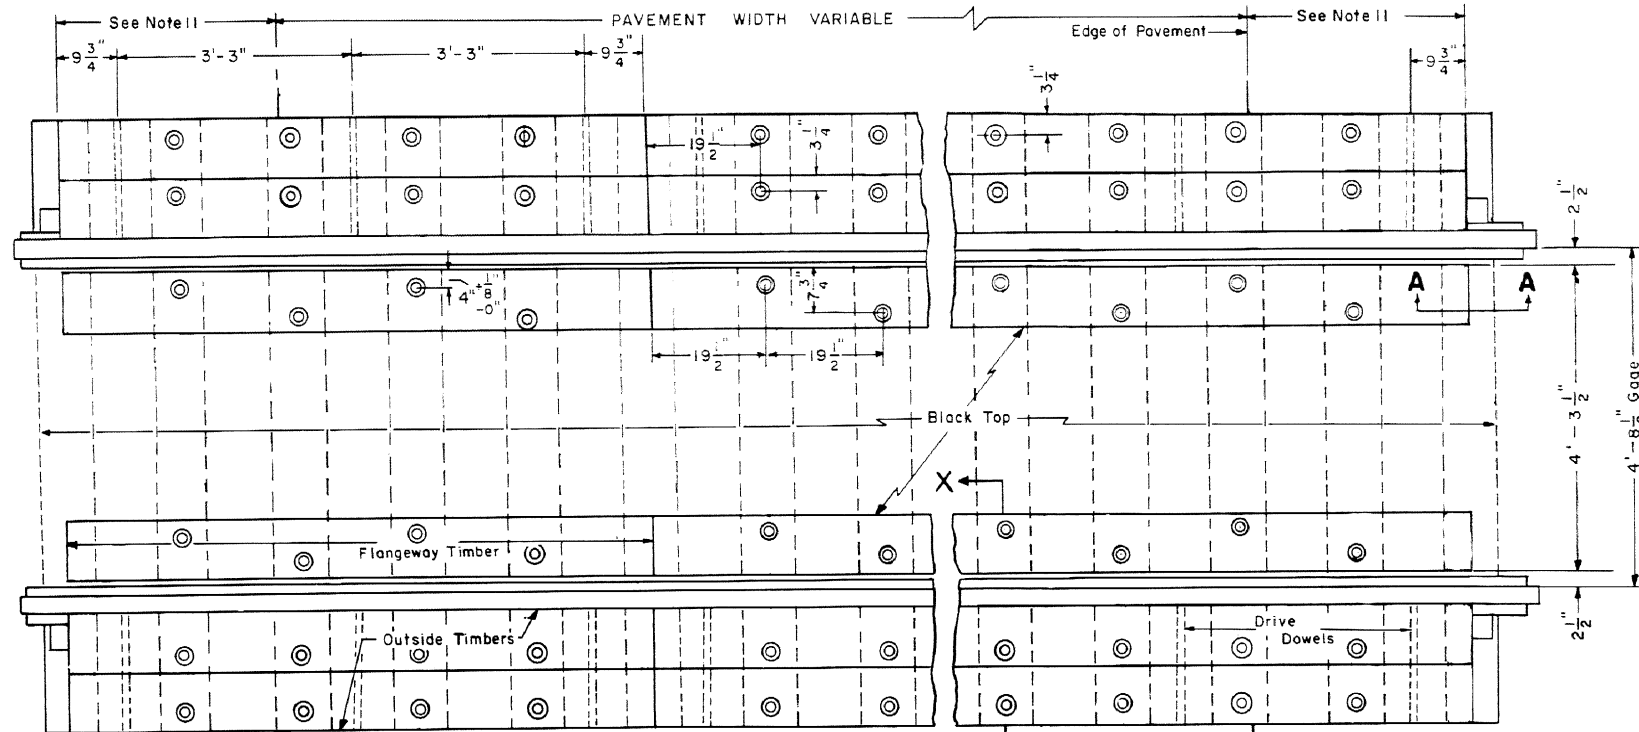 See Note 11
PAVEMENT WIDTH VARIABLE
See Note 11
Edge of Pavement
9 3/4"
3'-3"
3'-3"
9 3/4"
3 1/4"
9 3/4"
19 1/2"
3 1/4"
2 1/2"
4" +1/8" -0"
7 3/4"
A A
19 1/2"
19 1/2"
Black Top
4'-3 1/2"
4'-8 1/2" Gage
X
Flangeway Timber
Outside Timbers
Drive
Dowels
2 1/2"